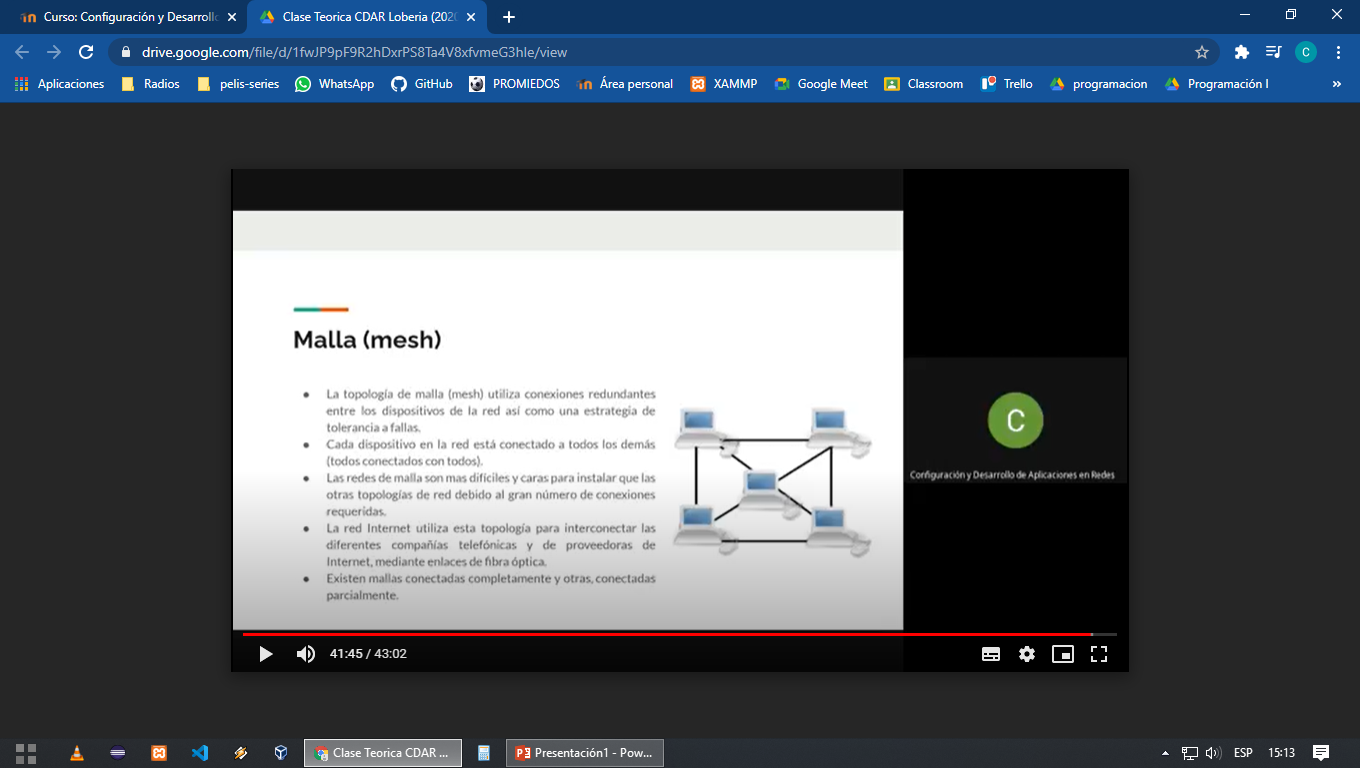 Curso: Configuración y Desarrollo
Clase Teorica CDAR Loberia (2020
drive.google.com/file/d/1fwJP9pF9R2hDxrPS8Ta4V8xfvmeG3hIe/view
C
Aplicaciones
Radios
pelis-series
WhatsApp
GitHub
PROMIEDOS
Área personal
XAMMP
Google Meet
Classroom
Trello
programacion
Programación I
»
Malla (mesh)
● La topología de malla (mesh) utiliza conexiones redundantes
entre los dispositivos de la red así como una estrategía de
tolerancia a fallas.
● Cada dispositivo en la red está conectado a todos los demás
(todos conectados con todos).
● Las redes de malla son mas difíciles y caras para instalar que las
otras topologías de red debido al gran número de conexiones
requeridas.
● La red Internet utiliza esta topología para interconectar las
diferentes compañías telefónicas y de proveedoras de
Internet, mediante enlaces de fibra óptica.
● Existen mallas conectadas completamente y otras, conectadas
parcialmente.
C
Configuración y Desarrollo de Aplicaciones en Redes
41:45 / 43:02
Clase Teorica CDAR ...
Presentación1 - Pow...
ESP
15:13